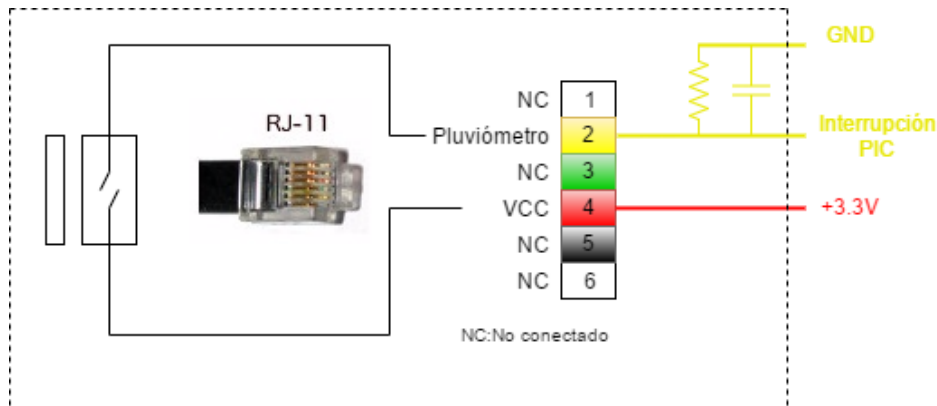 GND
RJ-11
NC 1
Pluviómetro 2
Interrupción
PIC
NC 3
VCC 4
+3.3V
NC 5
NC 6
NC:No conectado